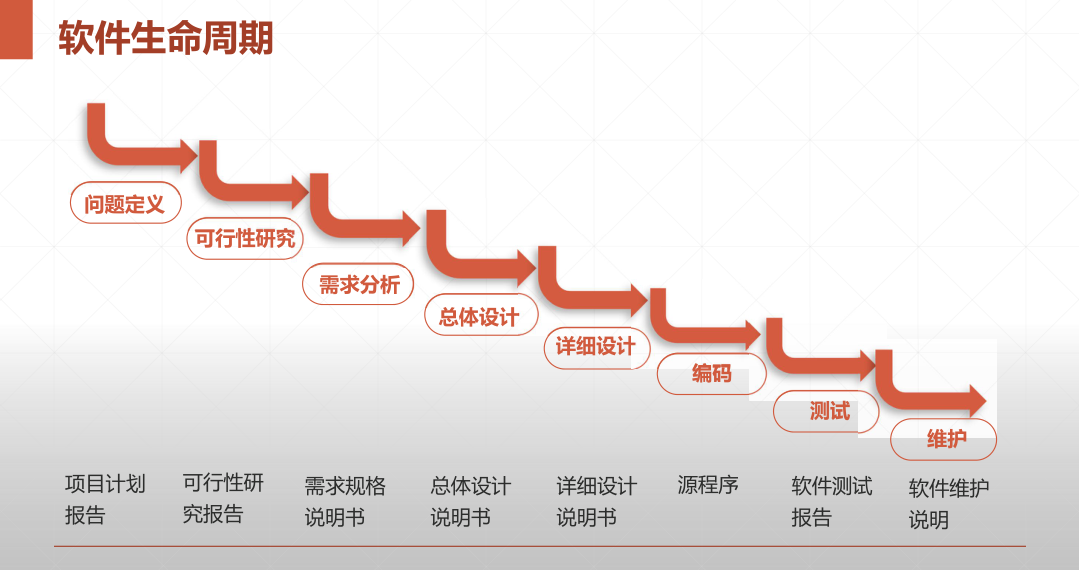 软件生命周期
问题定义
可行性研究
需求分析
总体设计
详细设计
编码
测试
维护
项目计划
报告
可行性研
究报告
需求规格
说明书
总体设计
说明书
详细设计
说明书
源程序
软件测试
报告
软件维护
说明